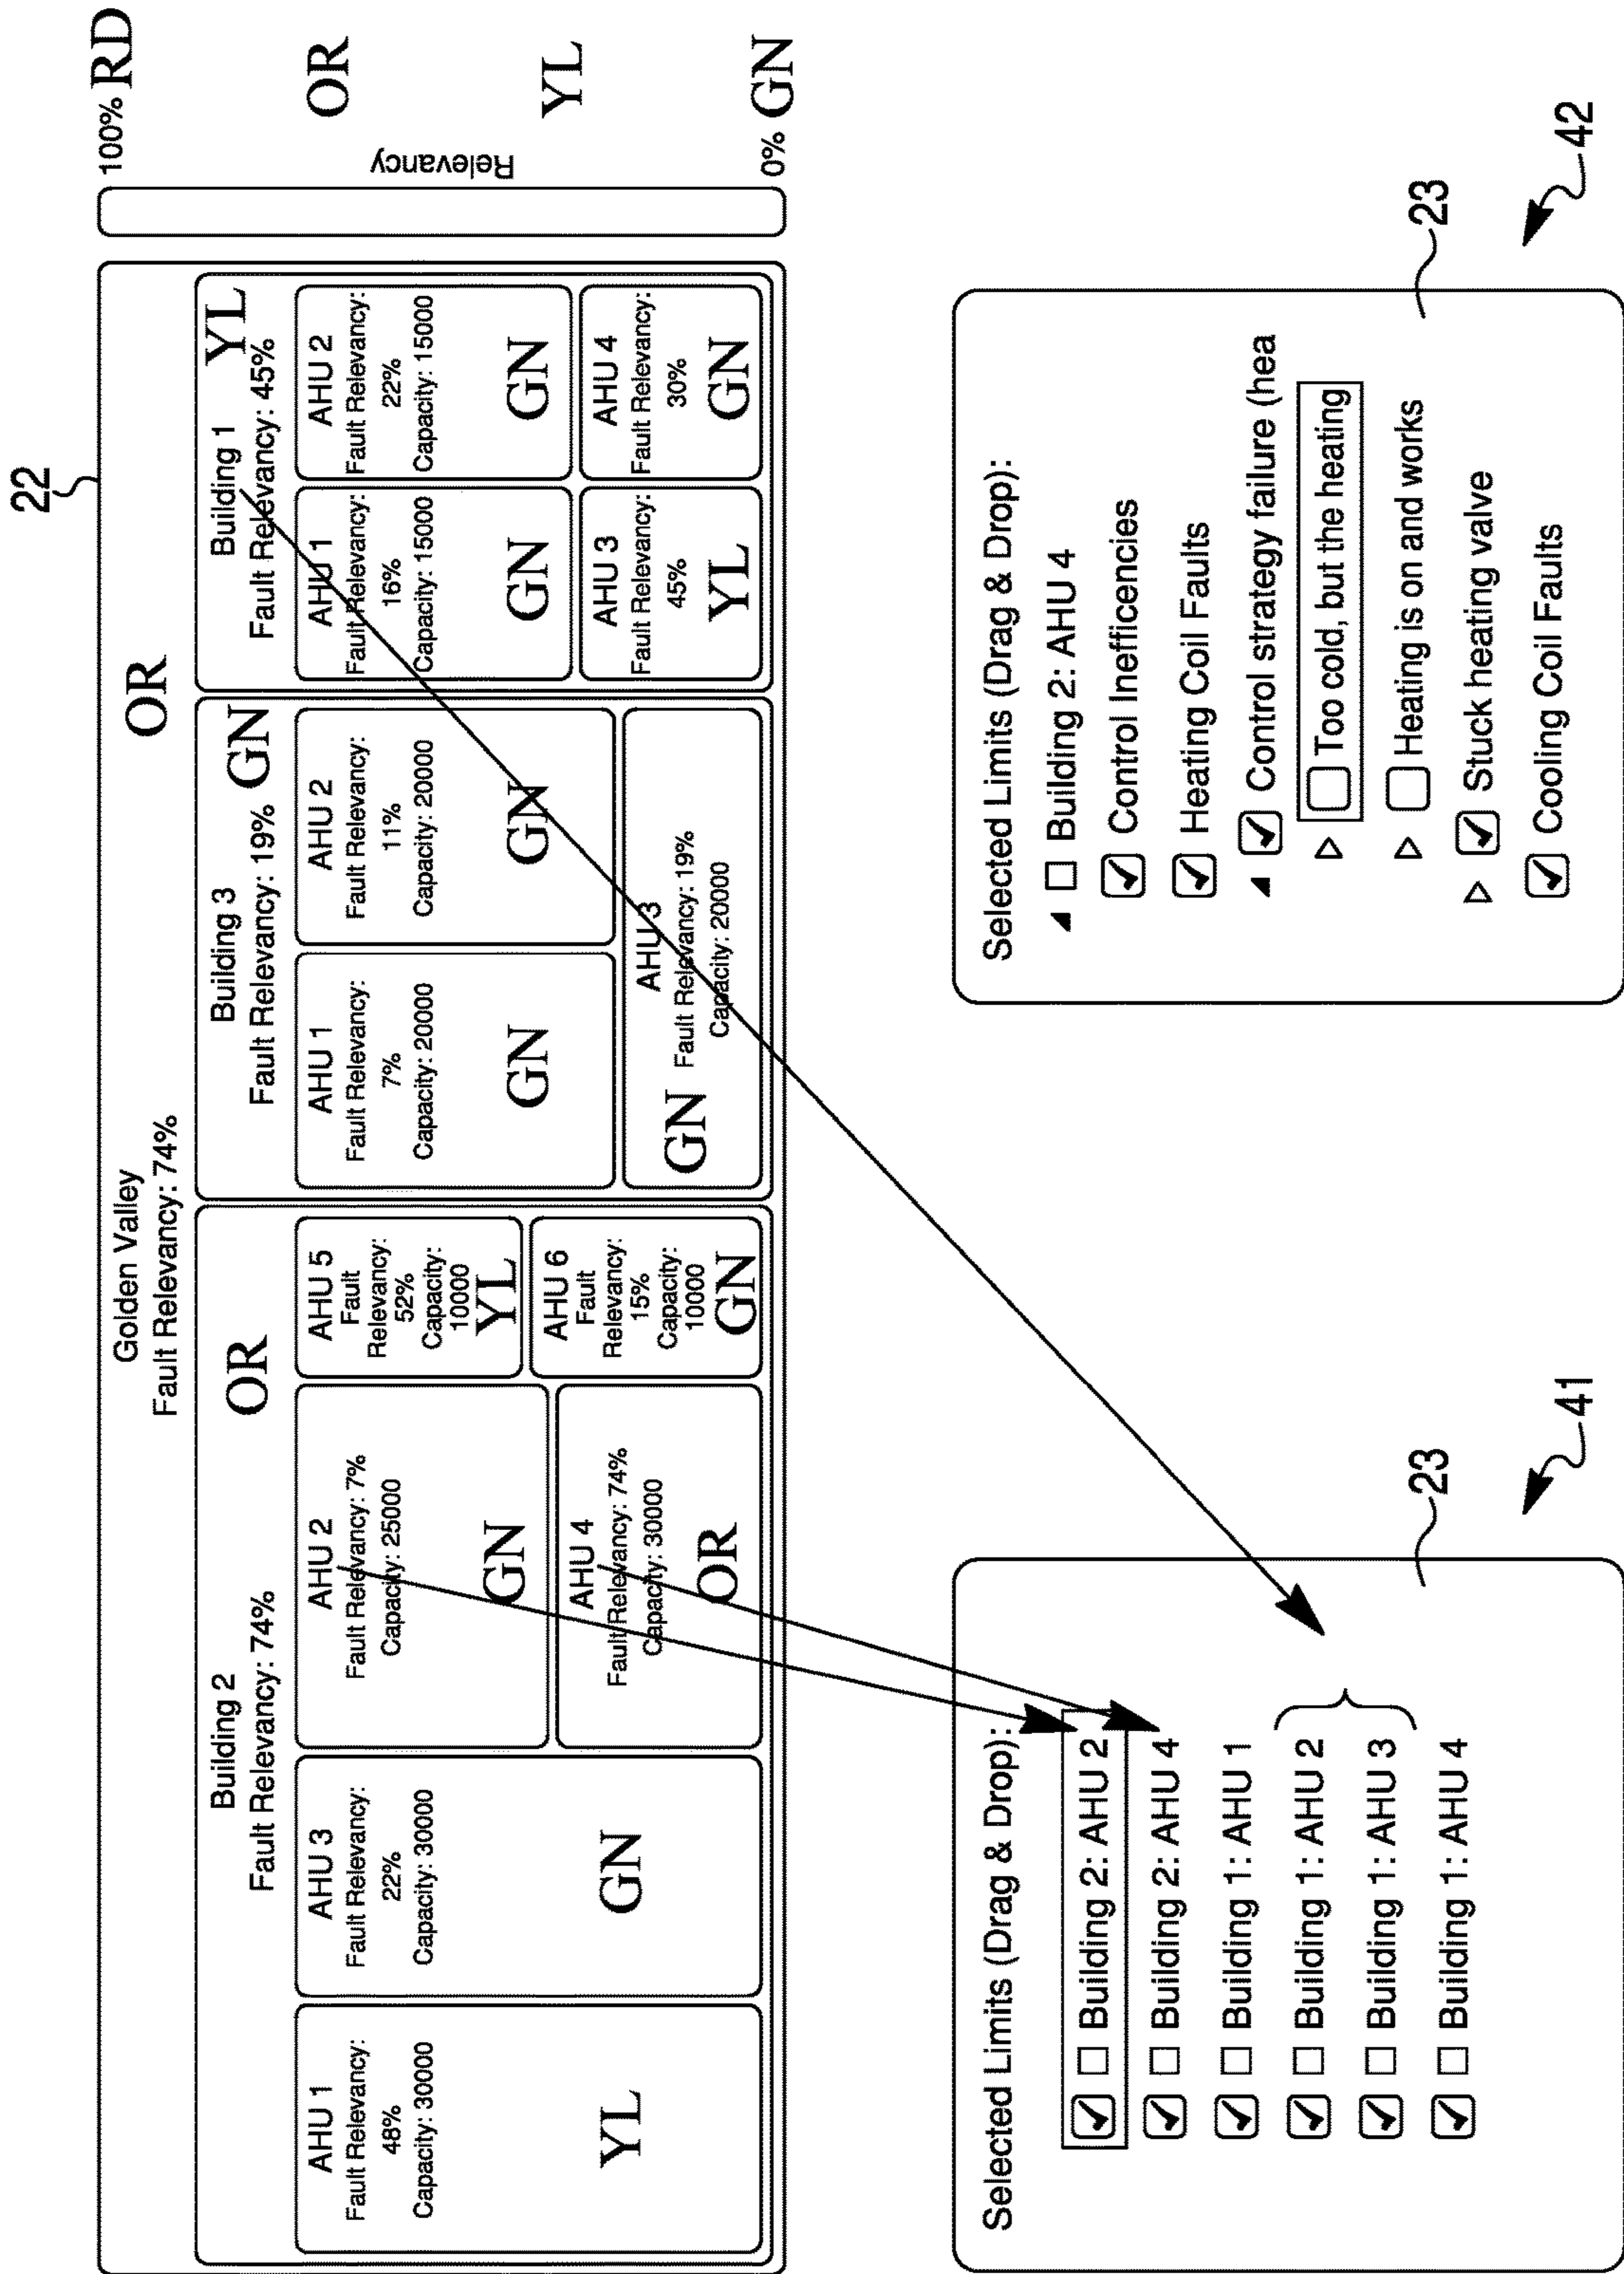 22
Golden Valley
Fault Relevancy: 74%
OR
Building 2
Fault Relevancy: 74%
OR
AHU 1
Fault Relevancy:
48%
Capacity: 30000
YL
AHU 3
Fault Relevancy:
22%
Capacity: 30000
GN
AHU 2
Fault Relevancy: 7%
Capacity: 25000
GN
AHU 4
Fault Relevancy: 74%
Capacity: 30000
OR
AHU 5
Fault
Relevancy:
52%
Capacity:
10000
YL
AHU 6
Fault
Relevancy:
15%
Capacity:
10000
GN
Building 3
Fault Relevancy: 19%
GN
AHU 1
Fault Relevancy:
7%
Capacity: 20000
GN
AHU 2
Fault Relevancy:
11%
Capacity: 20000
GN
AHU 3
Fault Relevancy: 19%
Capacity: 20000
GN
Building 1
Fault Relevancy: 45%
YL
AHU 1
Fault Relevancy:
16%
Capacity: 15000
GN
AHU 2
Fault Relevancy:
22%
Capacity: 15000
GN
AHU 3
Fault Relevancy:
45%
YL
AHU 4
Fault Relevancy:
30%
GN
100% RD
OR
Relevancy
YL
0% GN
Selected Limits (Drag & Drop):
Building 2: AHU 2
Building 2: AHU 4
Building 1: AHU 1
Building 1: AHU 2
Building 1: AHU 3
Building 1: AHU 4
23
41
Selected Limits (Drag & Drop):
Building 2: AHU 4
Control Inefficencies
Heating Coil Faults
Control strategy failure (hea
Too cold, but the heating
Heating is on and works
Stuck heating valve
Cooling Coil Faults
23
42